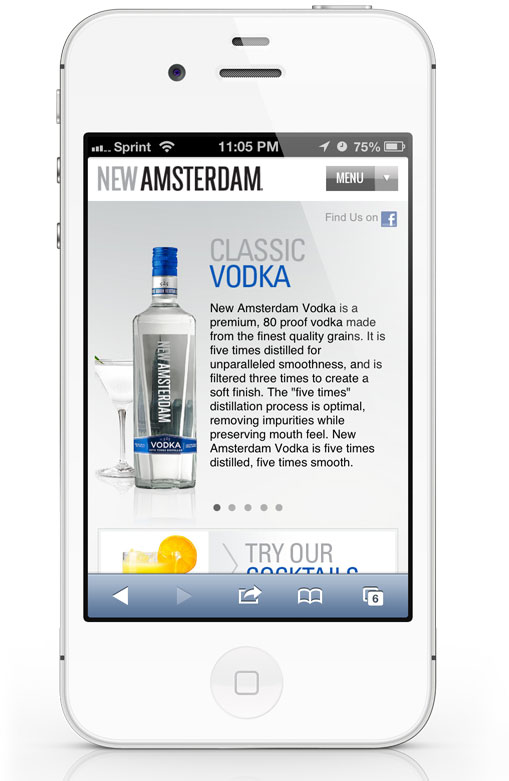 Sprint 11:05 PM 75%
NEW AMSTERDAM. MENU ▼
Find Us on f
CLASSIC
VODKA
New Amsterdam Vodka is a
premium, 80 proof vodka made
from the finest quality grains. It is
five times distilled for
unparalleled smoothness, and is
filtered three times to create a
soft finish. The "five times"
distillation process is optimal,
removing impurities while
preserving mouth feel. New
Amsterdam Vodka is five times
distilled, five times smooth.
NEW AMSTERDAM
VODKA
TRY OUR
COCKTAILS
6